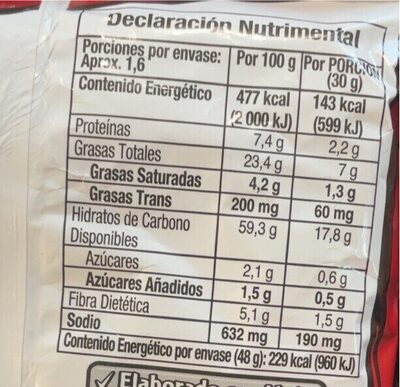 Declaración Nutrimental
Porciones por envase: Aprox. 1,6 Por 100 g Por PORCIÓN (30 g)
Contenido Energético 477 kcal (2 000 kJ) 143 kcal (599 kJ)
Proteínas 7,4 g 2,2 g
Grasas Totales 23,4 g 7 g
Grasas Saturadas 4,2 g 1,3 g
Grasas Trans 200 mg 60 mg
Hidratos de Carbono Disponibles 59,3 g 17,8 g
Azúcares 2,1 g 0,6 g
Azúcares Añadidos 1,5 g 0,5 g
Fibra Dietética 5,1 g 1,5 g
Sodio 632 mg 190 mg
Contenido Energético por envase (48 g): 229 kcal (960 kJ)
Elaborado